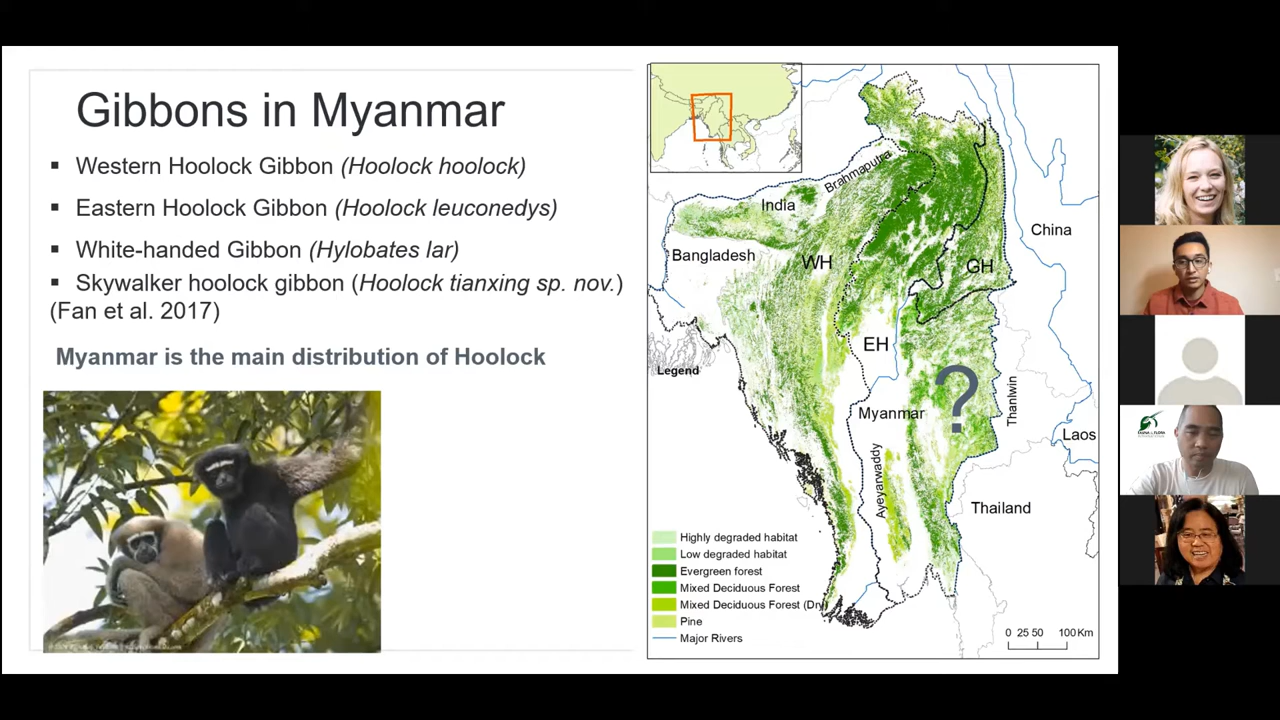 Gibbons in Myanmar
▪ Western Hoolock Gibbon (Hoolock hoolock)
▪ Eastern Hoolock Gibbon (Hoolock leuconedys)
▪ White-handed Gibbon (Hylobates lar)
▪ Skywalker hoolock gibbon (Hoolock tianxing sp. nov.)
(Fan et al. 2017)
Myanmar is the main distribution of Hoolock
Brahmaputra
India
China
Bangladesh
WH
GH
EH
Legend
Myanmar
?
Thanlwin
Laos
Ayeyarwaddy
Thailand
Highly degraded habitat
Low degraded habitat
Evergreen forest
Mixed Deciduous Forest
Mixed Deciduous Forest (Dry
Pine
Major Rivers
0 25 50 100 Km
FAUNA & FLORA